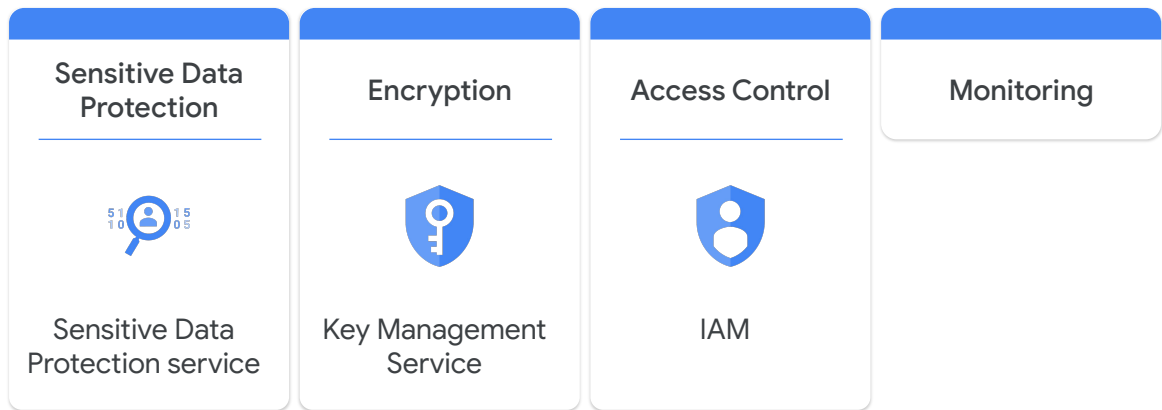 Sensitive Data
Protection
Encryption
Access Control
Monitoring
51 15
10 05
Sensitive Data
Protection service
Key Management
Service
IAM